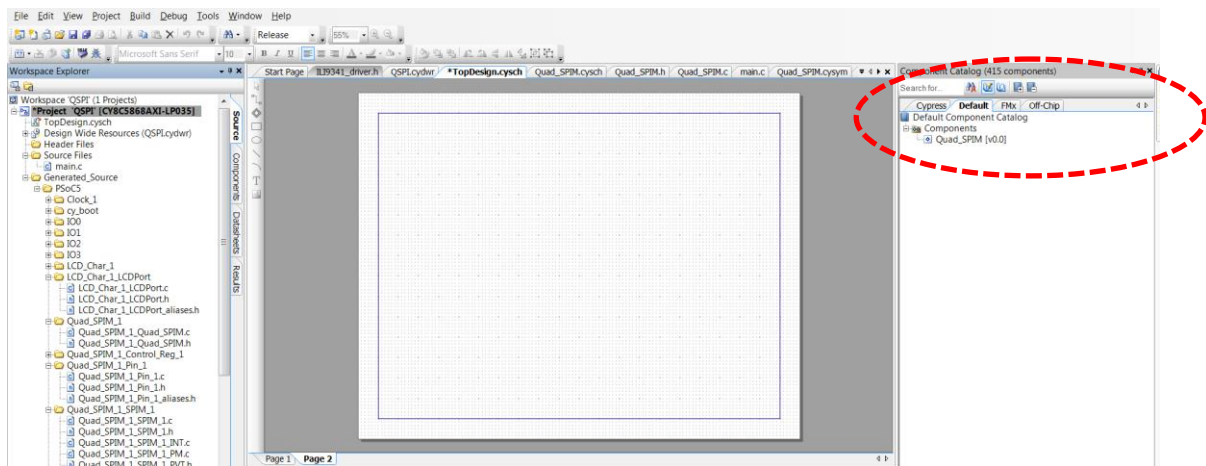 File Edit View Project Build Debug Tools Window Help
Release 55%
Microsoft Sans Serif 10 B I U
Workspace Explorer
Workspace 'QSPI' (1 Projects)
*Project 'QSPI' [CY8C5868AXI-LP035]
TopDesign.cysch
Design Wide Resources (QSPI.cydwr)
Header Files
Source Files
main.c
Generated_Source
PSoC5
Clock_1
cy_boot
IO0
IO1
IO2
IO3
LCD_Char_1
LCD_Char_1_LCDPort
LCD_Char_1_LCDPort.c
LCD_Char_1_LCDPort.h
LCD_Char_1_LCDPort_aliases.h
Quad_SPIM_1
Quad_SPIM_1_Quad_SPIM.c
Quad_SPIM_1_Quad_SPIM.h
Quad_SPIM_1_Control_Reg_1
Quad_SPIM_1_Pin_1
Quad_SPIM_1_Pin_1.c
Quad_SPIM_1_Pin_1.h
Quad_SPIM_1_Pin_1_aliases.h
Quad_SPIM_1_SPIM_1
Quad_SPIM_1_SPIM_1.c
Quad_SPIM_1_SPIM_1.h
Quad_SPIM_1_SPIM_1_INT.c
Quad_SPIM_1_SPIM_1_PM.c
Quad_SPIM_1_SPIM_1_PVT.h
Source
Components
Datasheets
Results
Start Page ILI9341_driver.h QSPI.cydwr *TopDesign.cysch Quad_SPIM.cysch Quad_SPIM.h Quad_SPIM.c main.c Quad_SPIM.cysym
T
Page 1 Page 2
Component Catalog (415 components)
Search for...
Cypress Default FMx Off-Chip
Default Component Catalog
Components
Quad_SPIM [v0.0]